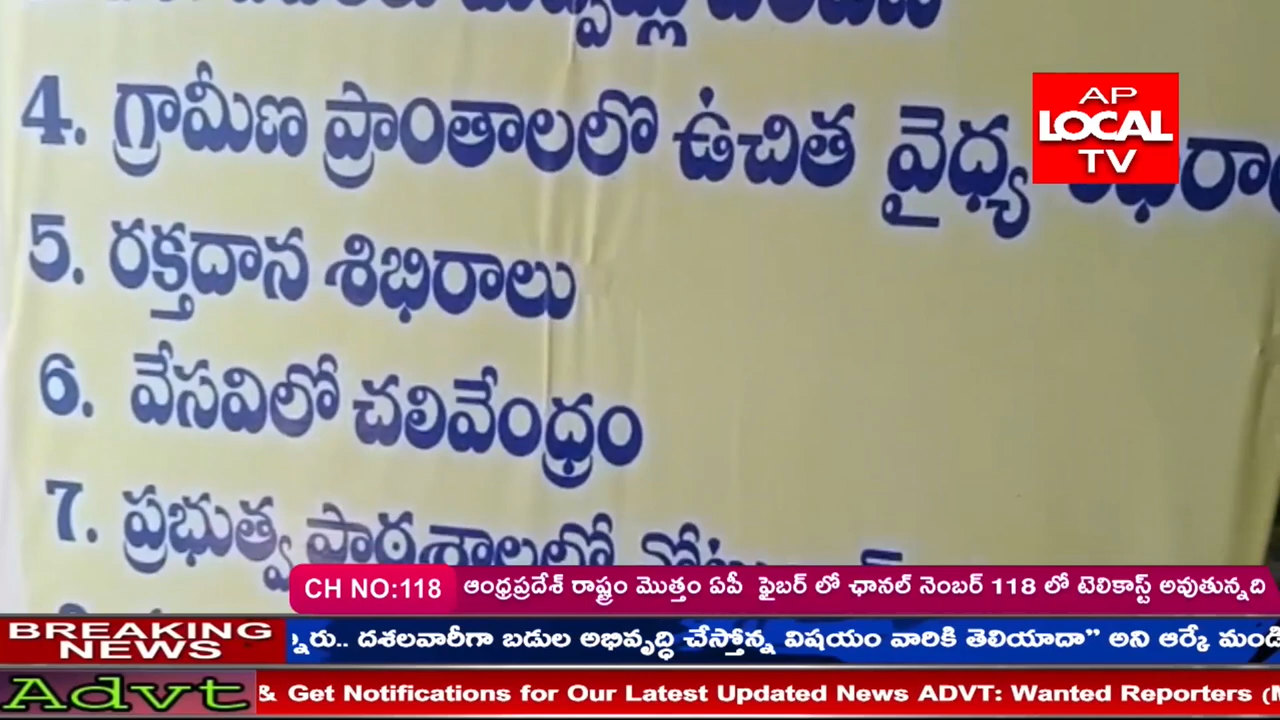 4. గ్రామీణ ప్రాంతాలలొ ఉచిత వైధ్య
5. రక్తదాన శిబిరాలు
6. వేసవిలో చలివేంధ్రం
7. ప్రభుత్వ పాఠశాలలలో
AP
LOCAL
TV
CH NO:118 ఆంధ్రప్రదేశ్ రాష్ట్రం మొత్తం ఏపీ ఫైబర్ లో ఛానల్ నెంబర్ 118 లో టెలికాస్ట్ అవుతున్నది
BREAKING
NEWS
దశలవారీగా బడుల అభివృద్ధి చేస్తోన్న విషయం వారికి తెలియాదా” అని ఆర్కే
Advt & Get Notifications for Our Latest Updated News ADVT: Wanted Reporters